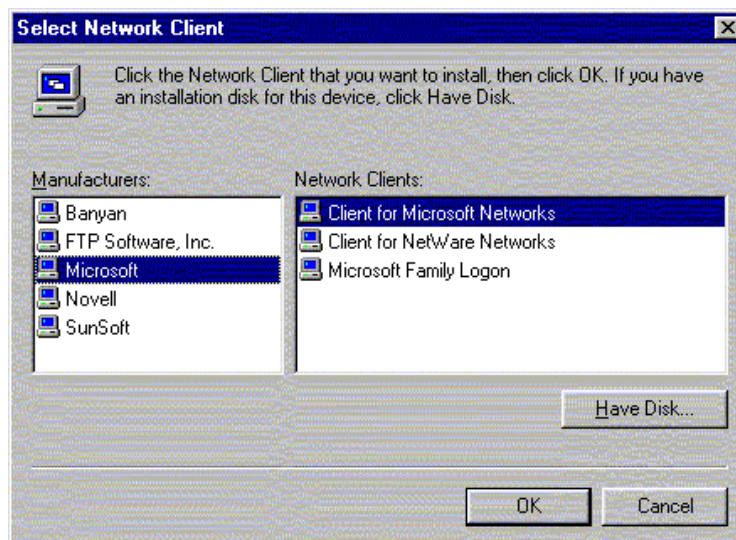 Select Network Client
Click the Network Client that you want to install, then click OK. If you have
an installation disk for this device, click Have Disk.
Manufacturers:
Banyan
FTP Software, Inc.
Microsoft
Novell
SunSoft
Network Clients:
Client for Microsoft Networks
Client for NetWare Networks
Microsoft Family Logon
Have Disk...
OK
Cancel